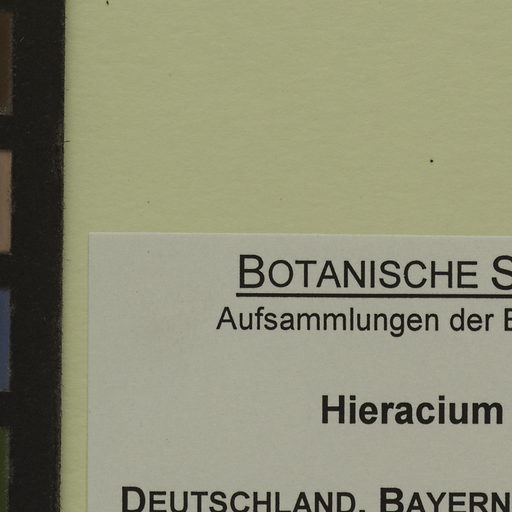 BOTANISCHE S
Aufsammlungen der
Hieracium
DEUTSCHLAND, BAYERN